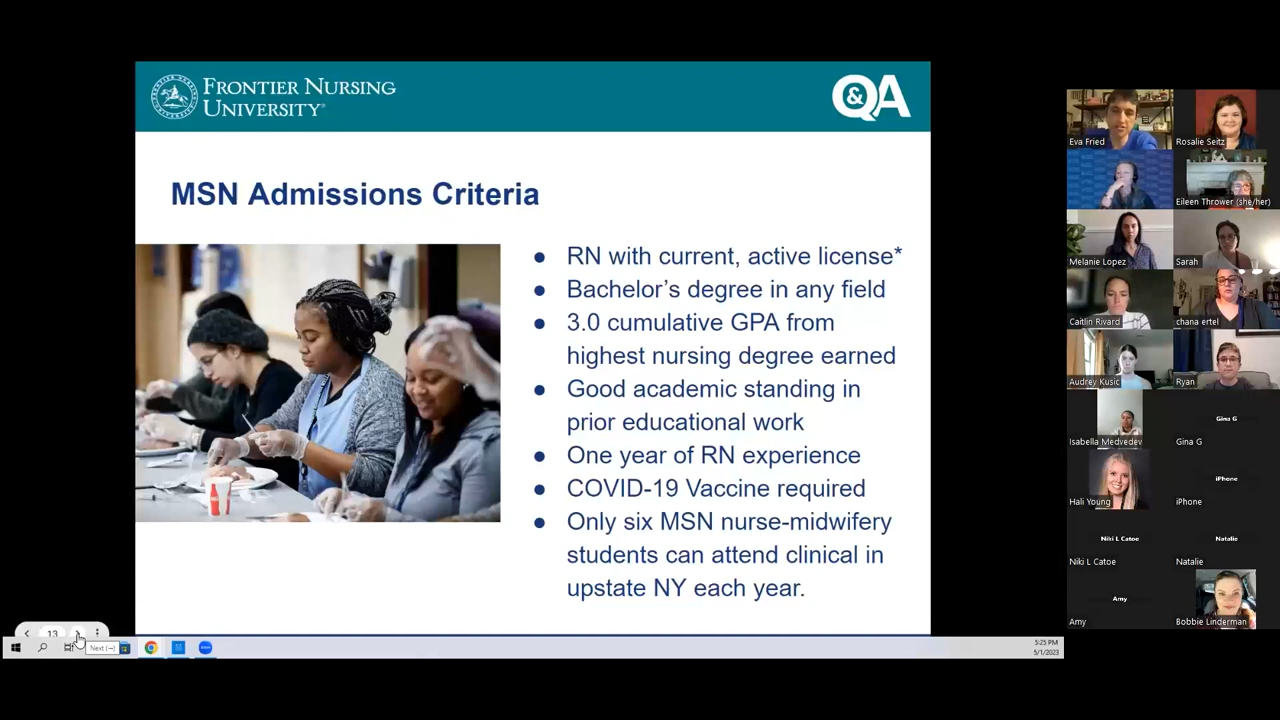 FRONTIER NURSING
UNIVERSITY®
Q&A
MSN Admissions Criteria
● RN with current, active license*
● Bachelor's degree in any field
● 3.0 cumulative GPA from
highest nursing degree earned
● Good academic standing in
prior educational work
● One year of RN experience
● COVID-19 Vaccine required
● Only six MSN nurse-midwifery
students can attend clinical in
upstate NY each year.
13
Next (→)
5:25 PM
5/1/2023
Eva Fried
Rosalie Seitz
Eileen Thrower (she/her)
Melanie Lopez
Sarah
Caitlin Rivard
chana ertel
Audrey Kusic
Ryan
Isabella Medvedev
Gina G
Gina G
Hali Young
iPhone
iPhone
Niki L Catoe
Niki L Catoe
Natalie
Natalie
Amy
Amy
Bobbie Linderman